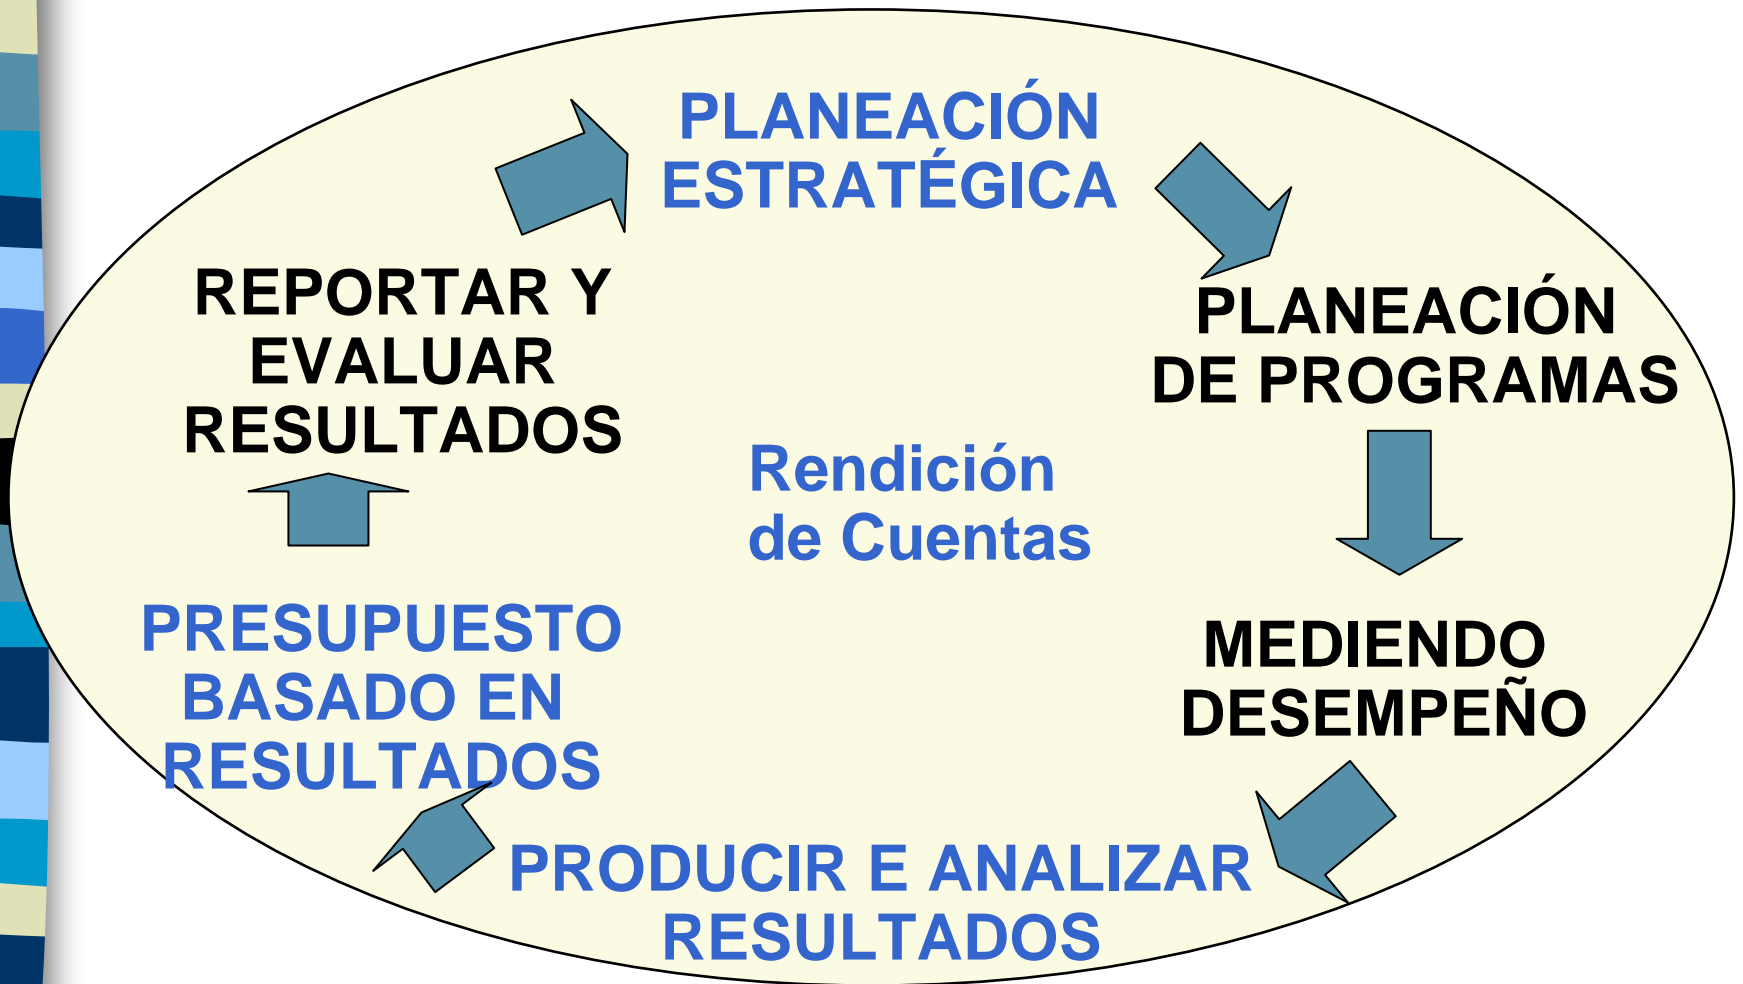 PLANEACIÓN
ESTRATÉGICA
PLANEACIÓN
DE PROGRAMAS
MEDIENDO
DESEMPEÑO
PRODUCIR E ANALIZAR
RESULTADOS
PRESUPUESTO
BASADO EN
RESULTADOS
REPORTAR Y
EVALUAR
RESULTADOS
Rendición
de Cuentas